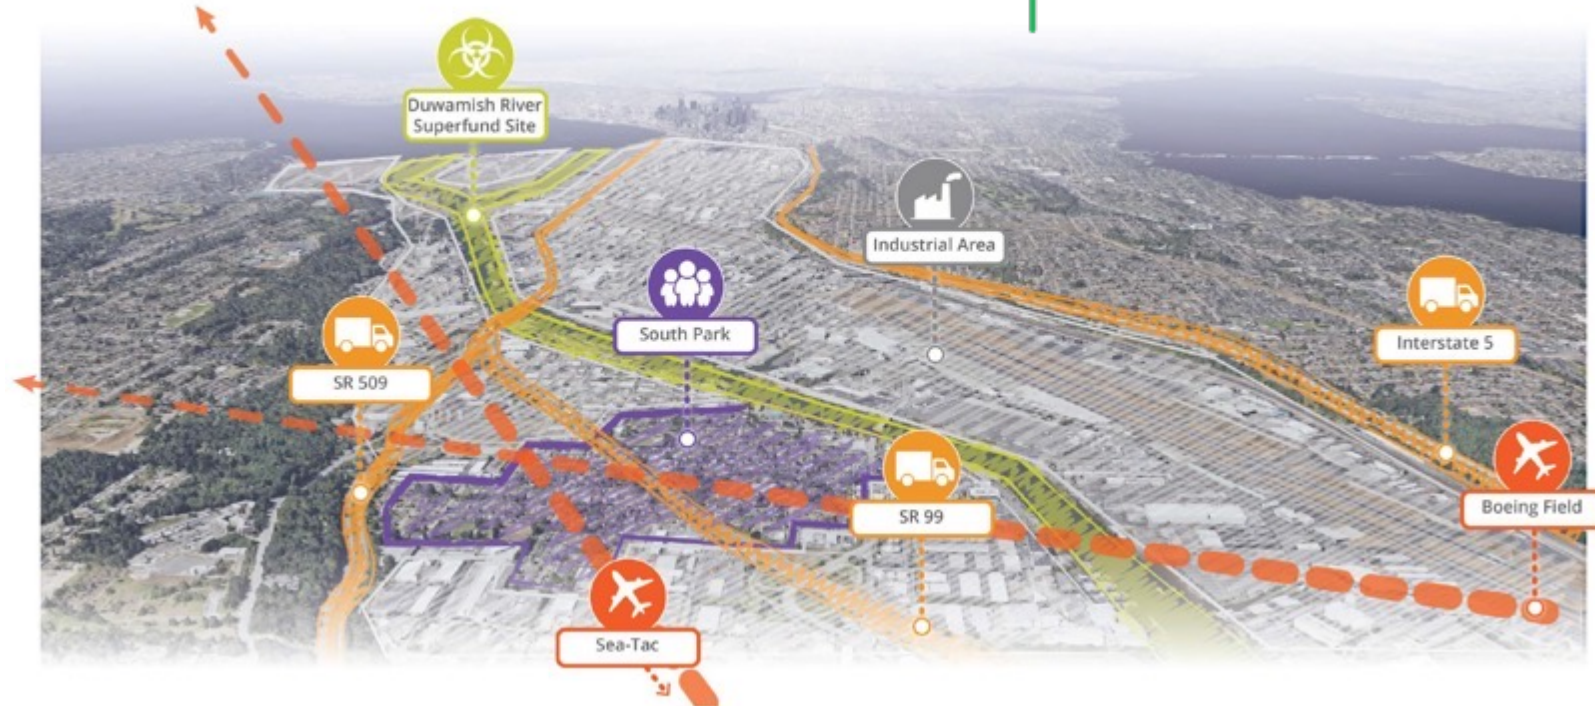 Duwamish River
Superfund Site
Industrial Area
South Park
Interstate 5
SR 509
Boeing Field
SR 99
Sea-Tac